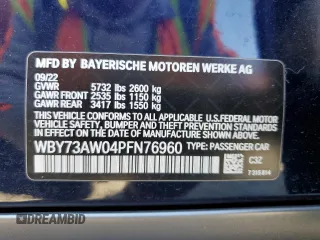 MFD BY BAYERISCHE MOTOREN WERKE AG
09/22
GVWR 5732 lbs 2600 kg
GAWR FRONT 2535 lbs 1150 kg
GAWR REAR 3417 lbs 1550 kg
THIS VEHICLE CONFORMS TO ALL APPLICABLE
U.S.FEDERAL MOTOR VEHICLE SAFETY, BUMPER,
AND THEFT PREVENTION STANDARDS IN EFFECT
ON THE DATE OF MANUFACTURE SHOWN ABOVE.
WBY73AW04PFN76960 TYPE: PASSENGER CAR
C3Z
DREAMBID